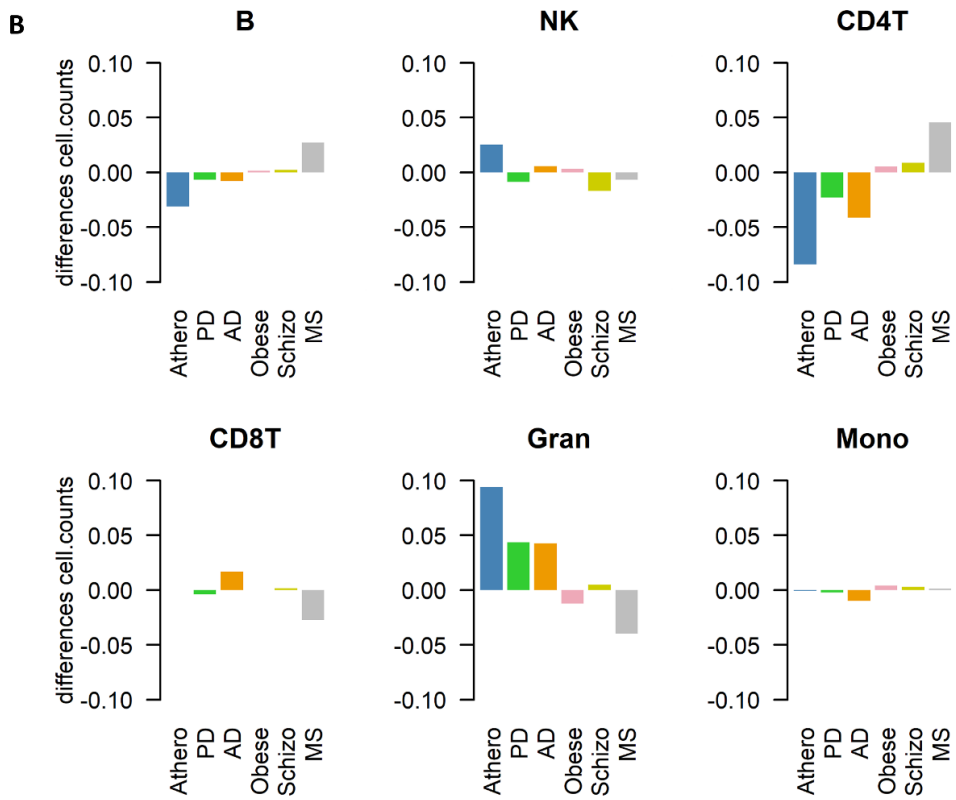 B
B NK CD4T
differences cell.counts
0.10 0.10 0.10
0.05 0.05 0.05
0.00 0.00 0.00
-0.05 -0.05 -0.05
-0.10 -0.10 -0.10
Athero PD AD Obese Schizo MS Athero PD AD Obese Schizo MS Athero PD AD Obese Schizo MS
CD8T Gran Mono
differences cell.counts
0.10 0.10 0.10
0.05 0.05 0.05
0.00 0.00 0.00
-0.05 -0.05 -0.05
-0.10 -0.10 -0.10
Athero PD AD Obese Schizo MS Athero PD AD Obese Schizo MS Athero PD AD Obese Schizo MS